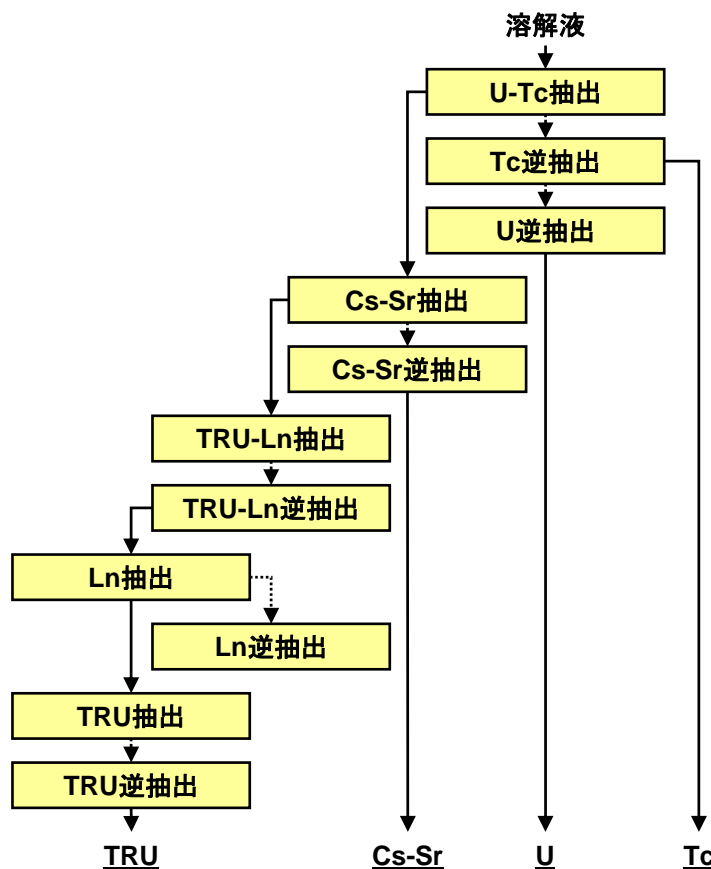 溶解液
U-Tc抽出
Tc逆抽出
U逆抽出
Cs-Sr抽出
Cs-Sr逆抽出
TRU-Ln抽出
TRU-Ln逆抽出
Ln抽出
Ln逆抽出
TRU抽出
TRU逆抽出
TRU Cs-Sr U Tc